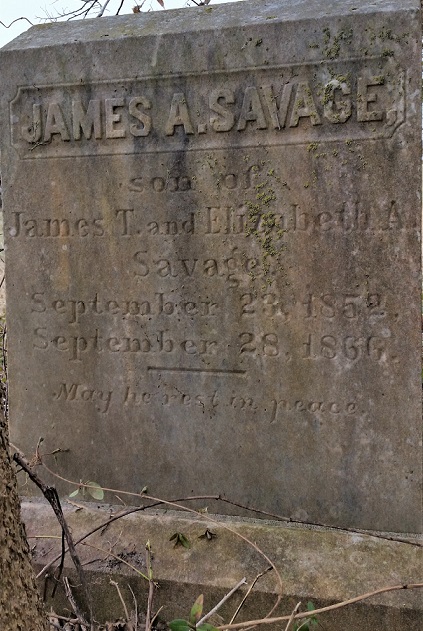 JAMES A. SAVAGE,
son of
James T. and Elizabeth A.
Savage,
September 23, 1852,
September 28, 1866.
May he rest in peace.